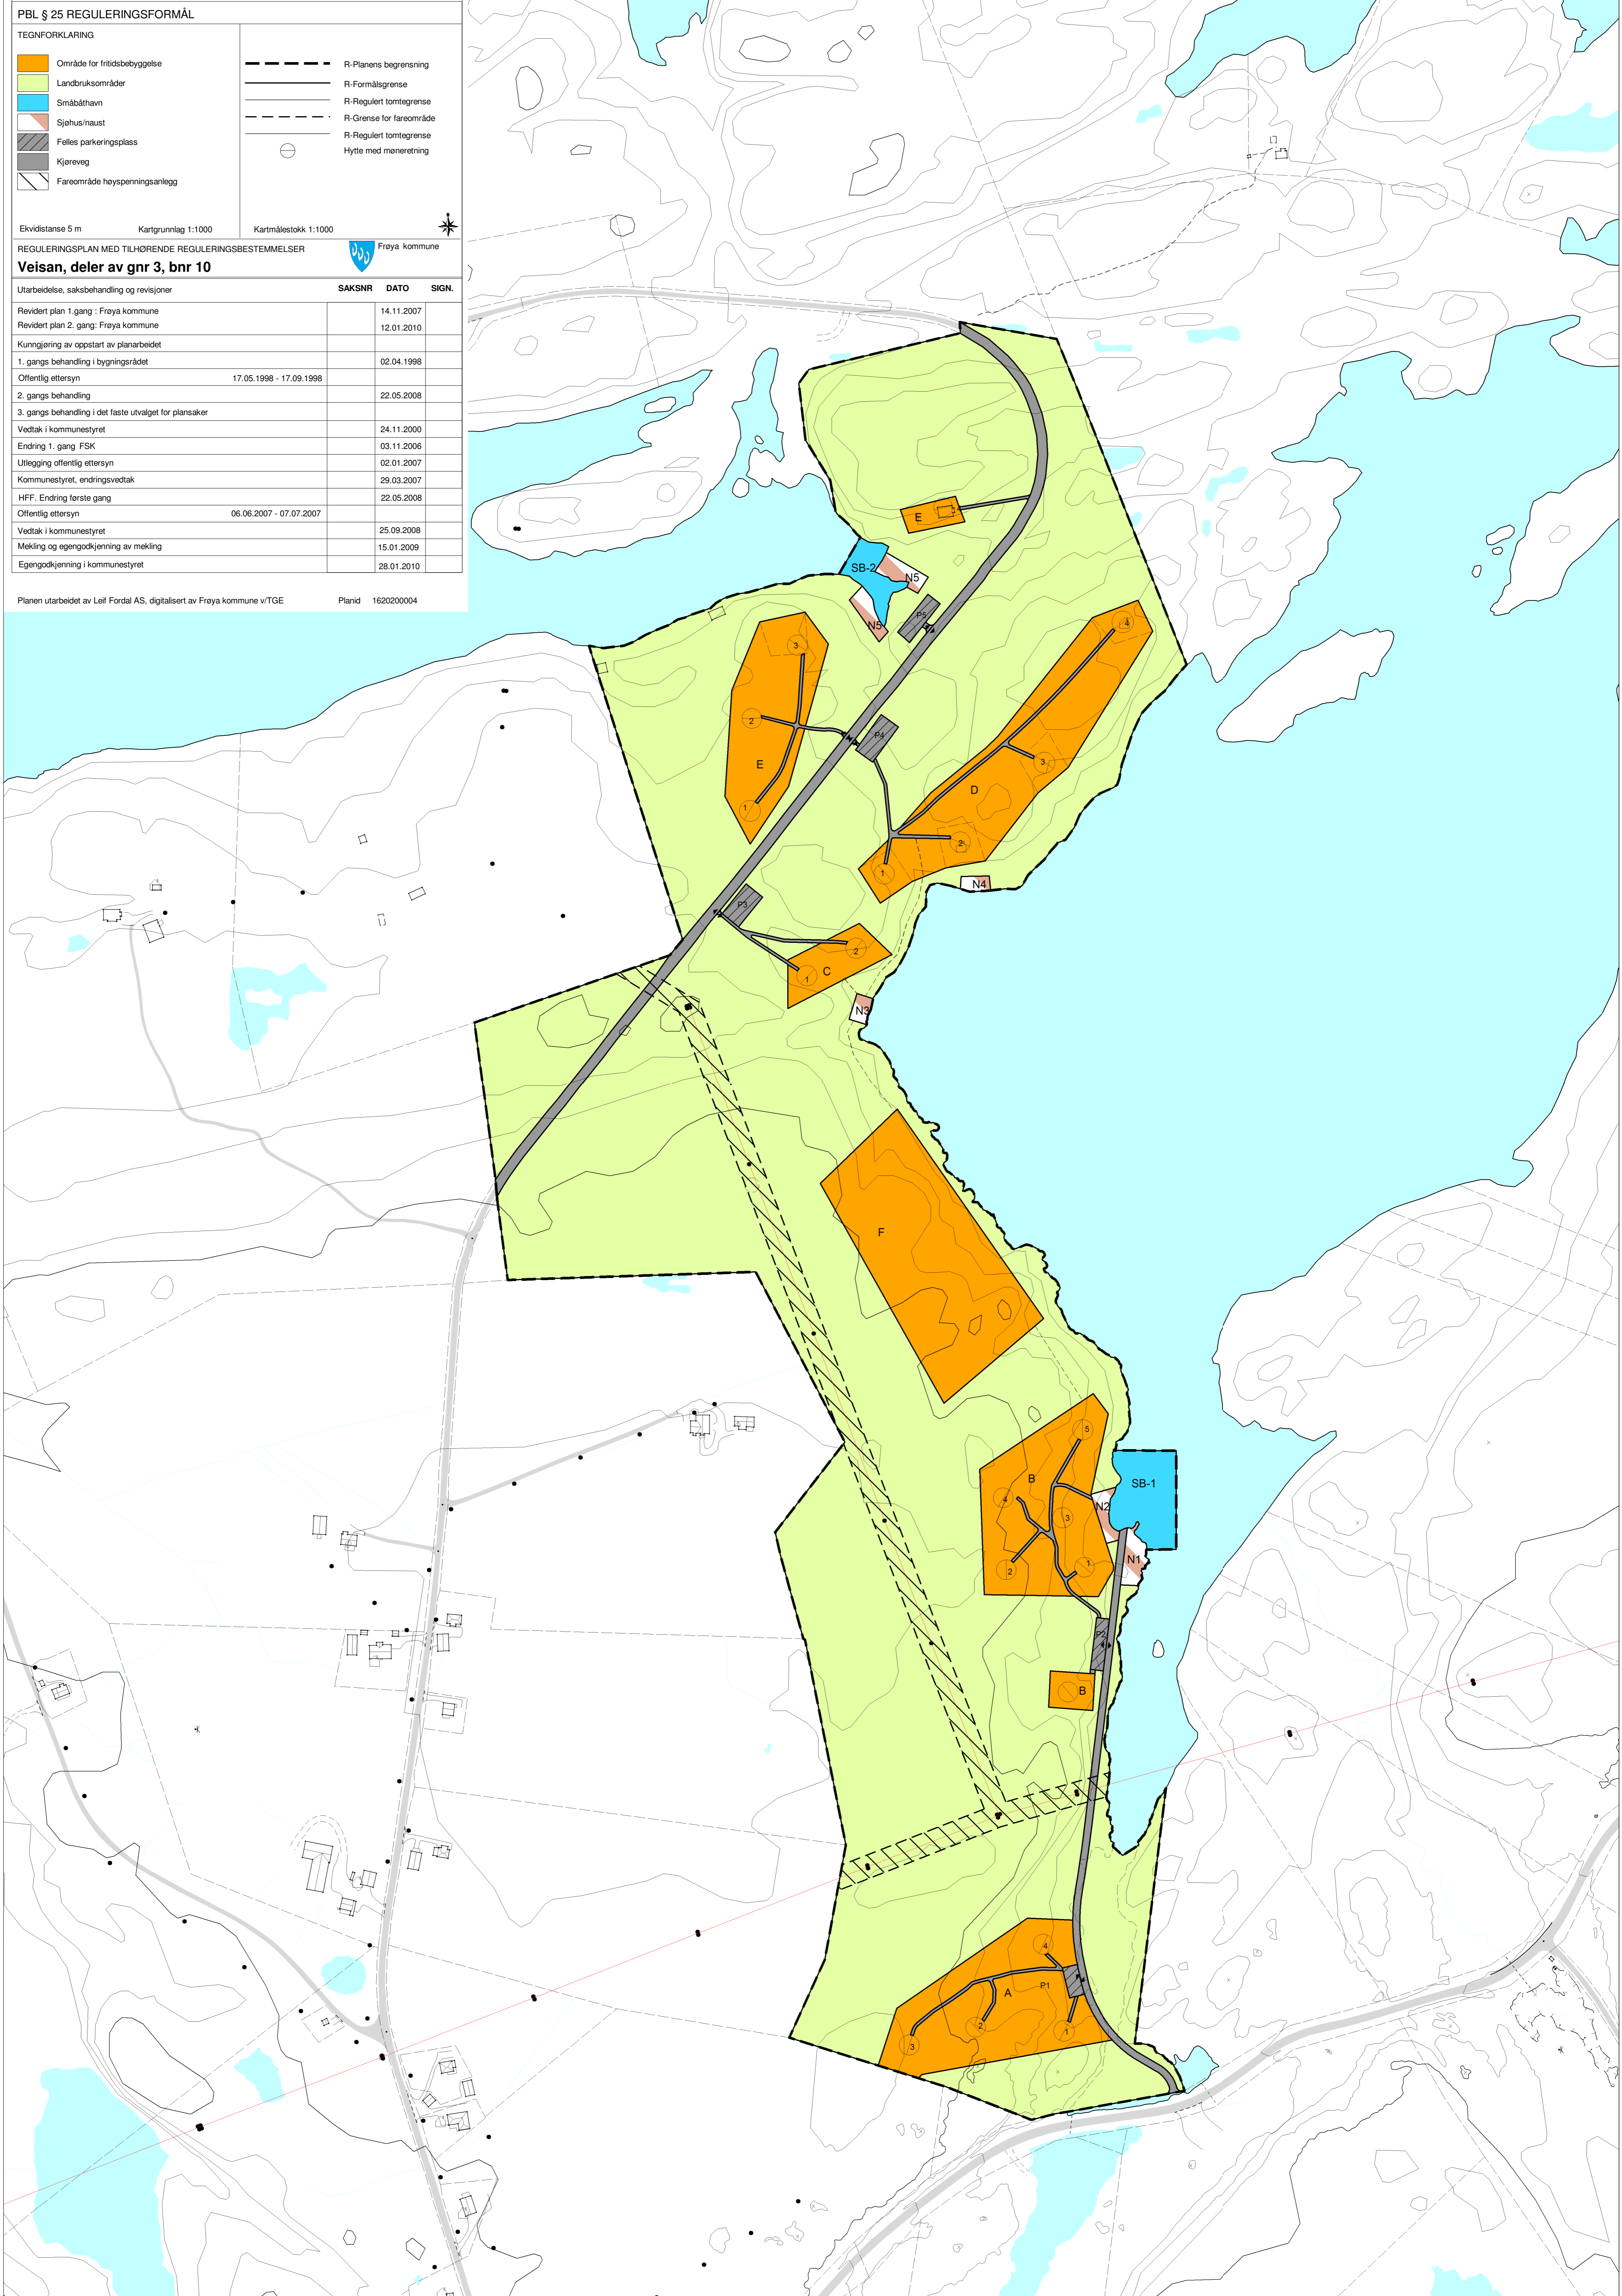 PBL § 25 REGULERINGSFORMÅL
TEGNFORKLARING
Område for fritidsbebyggelse
Landbruksområder
Småbåthavn
Sjøhus/naust
Felles parkeringsplass
Kjøreveg
Fareområde høyspenningsanlegg
R-Planens begrensning
R-Formålsgrense
R-Regulert tomtegrense
R-Grense for fareområde
R-Regulert tomtegrense
Hytte med møneretning
Ekvidistanse 5 m Kartgrunnlag 1:1000 Kartmålestokk 1:1000
REGULERINGSPLAN MED TILHØRENDE REGULERINGSBESTEMMELSER
Frøya kommune
Veisan, deler av gnr 3, bnr 10
Utarbeidelse, saksbehandling og revisjoner SAKSNR DATO SIGN.
Revidert plan 1.gang : Frøya kommune 14.11.2007
Revidert plan 2. gang: Frøya kommune 12.01.2010
Kunngjøring av oppstart av planarbeidet
1. gangs behandling i bygningsrådet 02.04.1998
Offentlig ettersyn 17.05.1998 - 17.09.1998
2. gangs behandling 22.05.2008
3. gangs behandling i det faste utvalget for plansaker
Vedtak i kommunestyret 24.11.2000
Endring 1. gang FSK 03.11.2006
Utlegging offentlig ettersyn 02.01.2007
Kommunestyret, endringsvedtak 29.03.2007
HFF. Endring første gang 22.05.2008
Offentlig ettersyn 06.06.2007 - 07.07.2007
Vedtak i kommunestyret 25.09.2008
Mekling og egengodkjenning av mekling 15.01.2009
Egengodkjenning i kommunestyret 28.01.2010
Planen utarbeidet av Leif Fordal AS, digitalisert av Frøya kommune v/TGE Planid 1620200004
E
SB-2
N5
N5
P5
4
3
2
E
1
P4
3
D
2
1
N4
P3
2
C
1
N3
F
5
B
4
3
2
1
SB-1
N2
N1
P2
B
4
P1
A
2
1
3